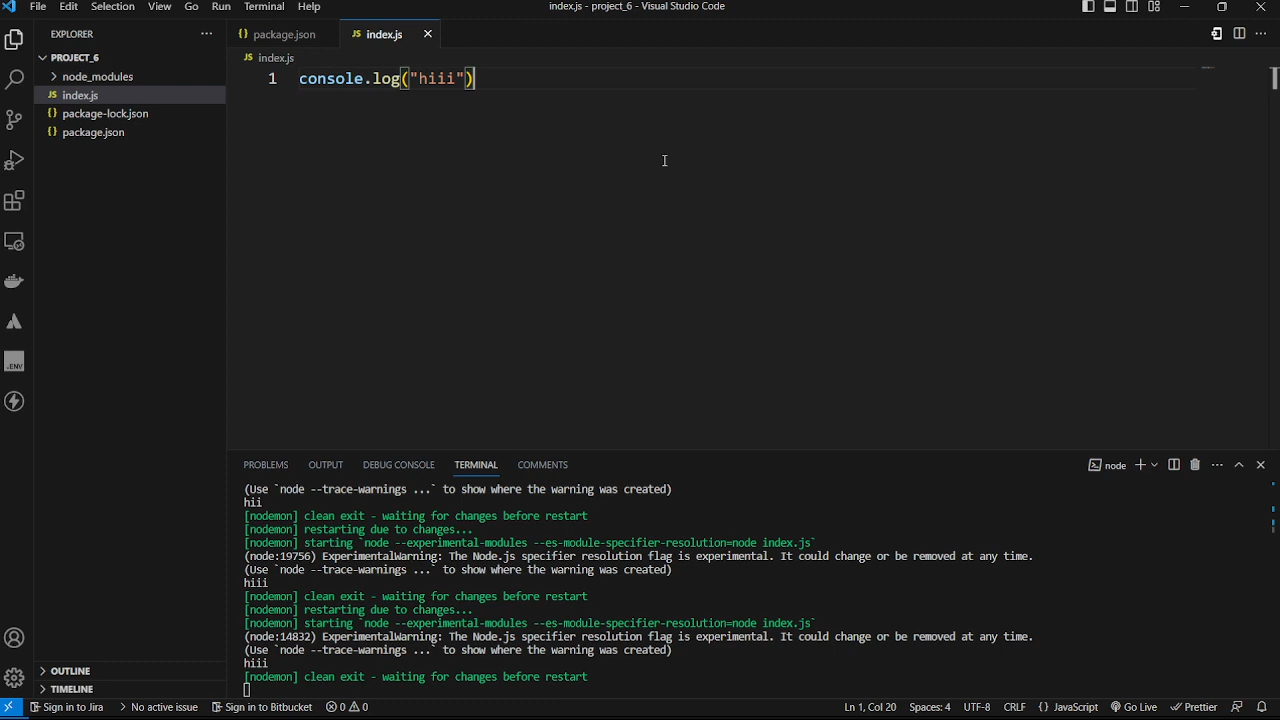 File Edit Selection View Go Run Terminal Help index.js - project_6 - Visual Studio Code
EXPLORER
PROJECT_6
node_modules
JS index.js
{} package-lock.json
{} package.json
OUTLINE
TIMELINE
.ENV
{} package.json JS index.js
JS index.js
1 console.log("hiii")
PROBLEMS OUTPUT DEBUG CONSOLE TERMINAL COMMENTS node
(Use `node --trace-warnings ...` to show where the warning was created)
hii
[nodemon] clean exit - waiting for changes before restart
[nodemon] restarting due to changes...
[nodemon] starting `node --experimental-modules --es-module-specifier-resolution=node index.js`
(node:19756) ExperimentalWarning: The Node.js specifier resolution flag is experimental. It could change or be removed at any time.
(Use `node --trace-warnings ...` to show where the warning was created)
hiii
[nodemon] clean exit - waiting for changes before restart
[nodemon] restarting due to changes...
[nodemon] starting `node --experimental-modules --es-module-specifier-resolution=node index.js`
(node:14832) ExperimentalWarning: The Node.js specifier resolution flag is experimental. It could change or be removed at any time.
(Use `node --trace-warnings ...` to show where the warning was created)
hiii
[nodemon] clean exit - waiting for changes before restart
Sign in to Jira No active issue Sign in to Bitbucket 0 0 Ln 1, Col 20 Spaces: 4 UTF-8 CRLF {} JavaScript Go Live Prettier